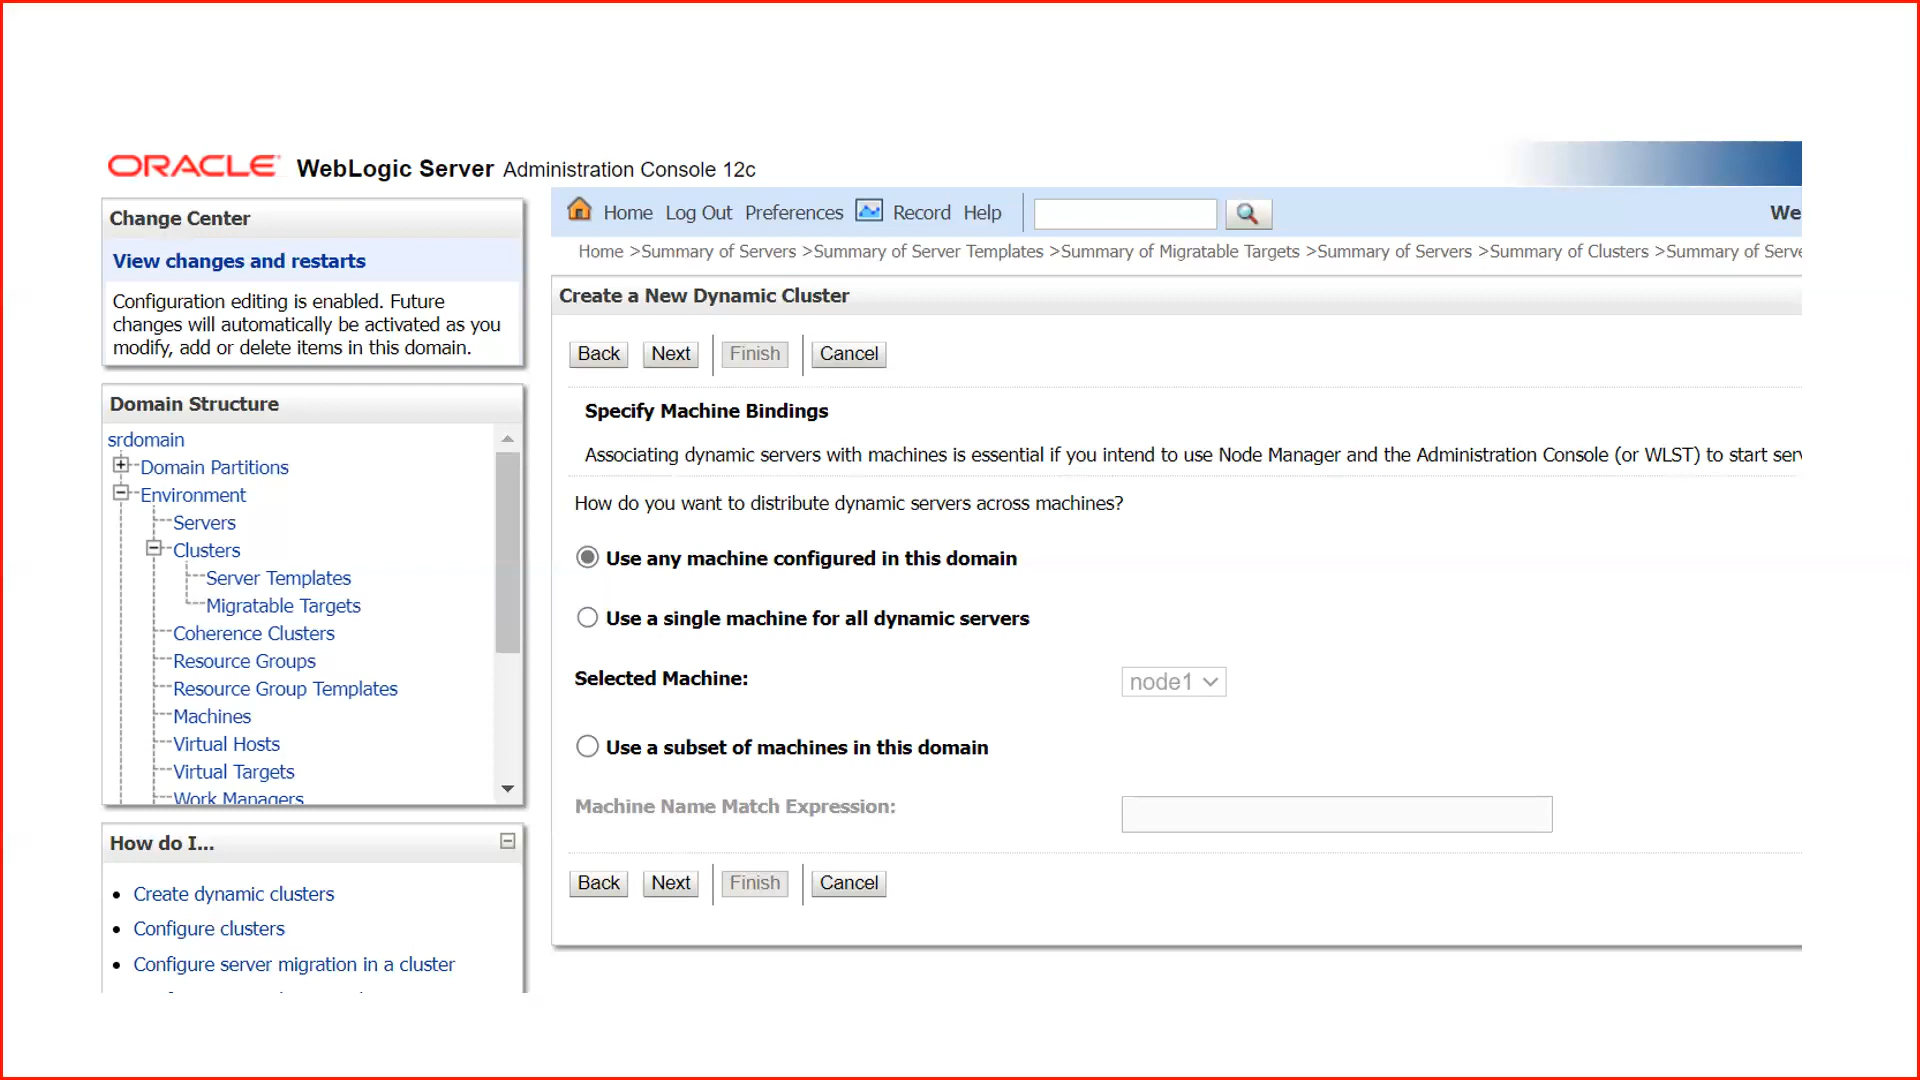 ORACLE WebLogic Server Administration Console 12c
Change Center
View changes and restarts
Configuration editing is enabled. Future
changes will automatically be activated as you
modify, add or delete items in this domain.
Domain Structure
srdomain
Domain Partitions
Environment
Servers
Clusters
Server Templates
Migratable Targets
Coherence Clusters
Resource Groups
Resource Group Templates
Machines
Virtual Hosts
Virtual Targets
Work Managers
How do I...
Create dynamic clusters
Configure clusters
Configure server migration in a cluster
Home Log Out Preferences Record Help We
Home >Summary of Servers >Summary of Server Templates >Summary of Migratable Targets >Summary of Servers >Summary of Clusters >Summary of Serve
Create a New Dynamic Cluster
Back Next Finish Cancel
Specify Machine Bindings
Associating dynamic servers with machines is essential if you intend to use Node Manager and the Administration Console (or WLST) to start serv
How do you want to distribute dynamic servers across machines?
Use any machine configured in this domain
Use a single machine for all dynamic servers
Selected Machine: node1
Use a subset of machines in this domain
Machine Name Match Expression:
Back Next Finish Cancel